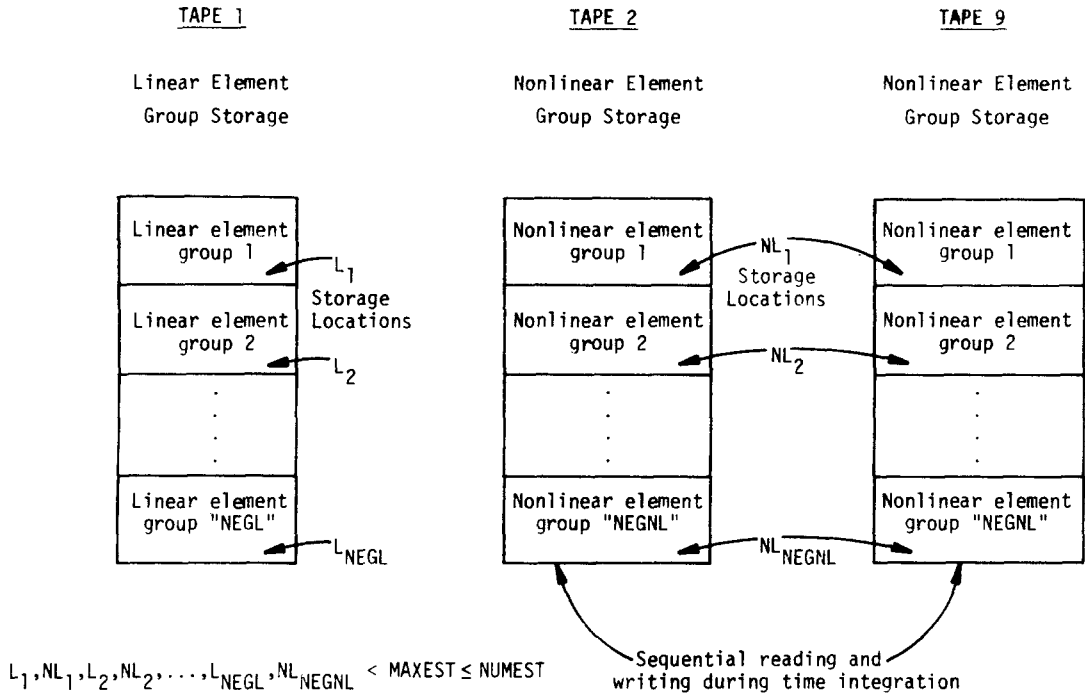 TAPE 1
Linear Element
Group Storage
Linear element
group 1
L1
Storage
Locations
Linear element
group 2
L2
Linear element
group "NEGL"
LNEGL
TAPE 2
Nonlinear Element
Group Storage
Nonlinear element
group 1
NL1
Storage
Locations
Nonlinear element
group 2
NL2
Nonlinear element
group "NEGNL"
NLNEGNL
TAPE 9
Nonlinear Element
Group Storage
Nonlinear element
group 1
Nonlinear element
group 2
Nonlinear element
group "NEGNL"
L1,NL1,L2,NL2,...,LNEGL,NLNEGNL < MAXEST ≤ NUMEST
Sequential reading and
writing during time integration